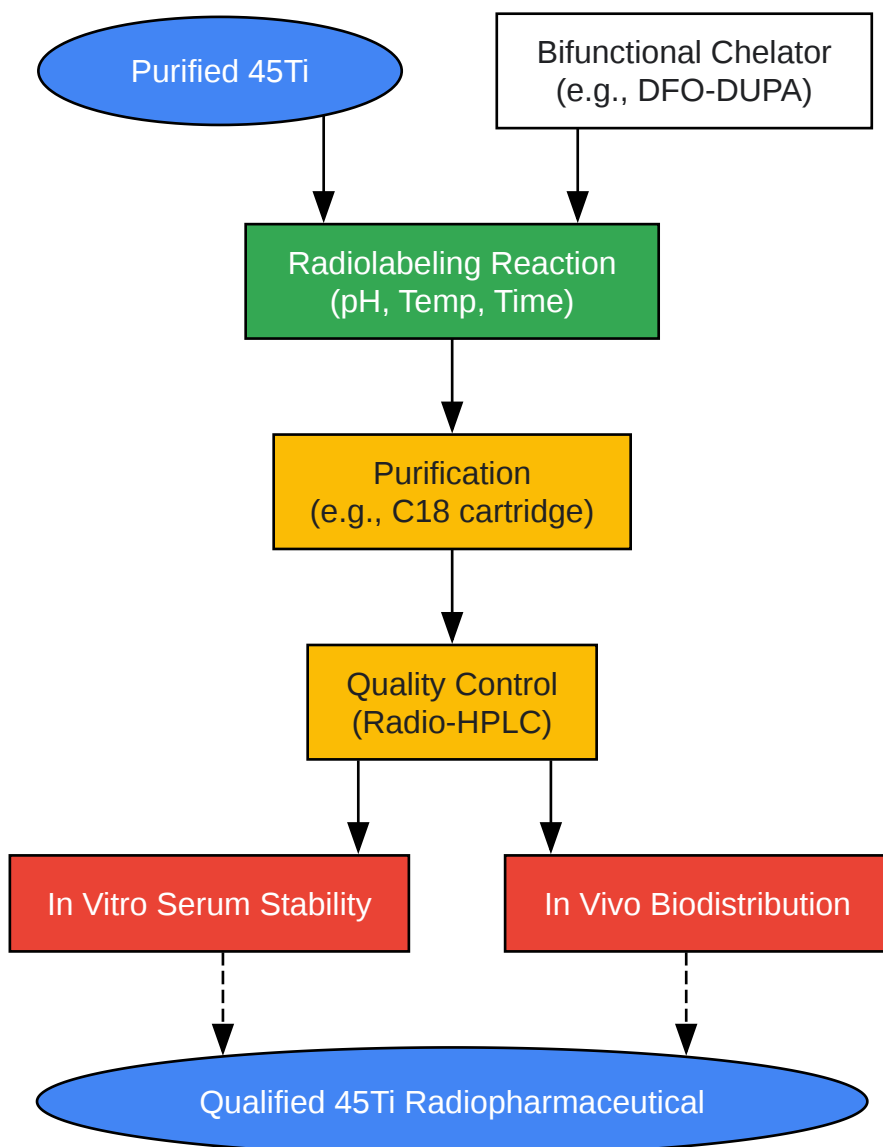 Purified 45Ti
Bifunctional Chelator
(e.g., DFO-DUPA)
Radiolabeling Reaction
(pH, Temp, Time)
Purification
(e.g., C18 cartridge)
Quality Control
(Radio-HPLC)
In Vitro Serum Stability
In Vivo Biodistribution
Qualified 45Ti Radiopharmaceutical